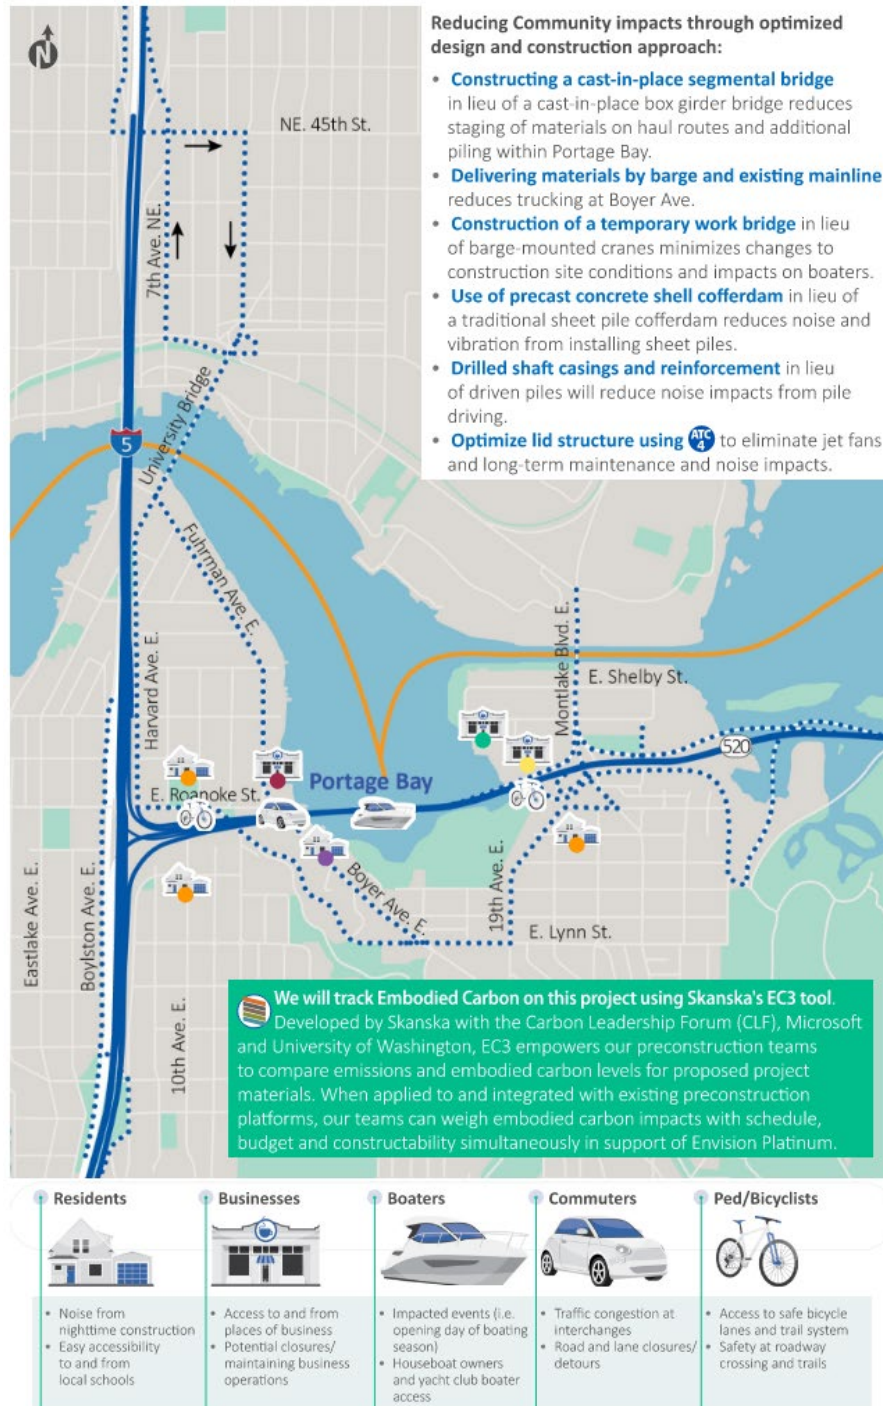 N
Reducing Community impacts through optimized
design and construction approach:
• Constructing a cast-in-place segmental bridge
in lieu of a cast-in-place box girder bridge reduces
staging of materials on haul routes and additional
piling within Portage Bay.
• Delivering materials by barge and existing mainline
reduces trucking at Boyer Ave.
• Construction of a temporary work bridge in lieu
of barge-mounted cranes minimizes changes to
construction site conditions and impacts on boaters.
• Use of precast concrete shell cofferdam in lieu of
a traditional sheet pile cofferdam reduces noise and
vibration from installing sheet piles.
• Drilled shaft casings and reinforcement in lieu
of driven piles will reduce noise impacts from pile
driving.
• Optimize lid structure using ATC 4 to eliminate jet fans
and long-term maintenance and noise impacts.
NE. 45th St.
7th Ave. NE.
University Bridge
5
Fuhrman Ave. E.
Harvard Ave. E.
Montlake Blvd. E.
E. Shelby St.
520
E. Roanoke St.
Portage Bay
Eastlake Ave. E.
Boylston Ave. E.
Boyer Ave. E.
19th Ave. E.
E. Lynn St.
10th Ave. E.
We will track Embodied Carbon on this project using Skanska's EC3 tool.
Developed by Skanska with the Carbon Leadership Forum (CLF), Microsoft
and University of Washington, EC3 empowers our preconstruction teams
to compare emissions and embodied carbon levels for proposed project
materials. When applied to and integrated with existing preconstruction
platforms, our teams can weigh embodied carbon impacts with schedule,
budget and constructability simultaneously in support of Envision Platinum.
Residents
• Noise from
nighttime construction
• Easy accessibility
to and from
local schools
Businesses
• Access to and from
places of business
• Potential closures/
maintaining business
operations
Boaters
• Impacted events (i.e.
opening day of boating
season)
• Houseboat owners
and yacht club boater
access
Commuters
• Traffic congestion at
interchanges
• Road and lane closures/
detours
Ped/Bicyclists
• Access to safe bicycle
lanes and trail system
• Safety at roadway
crossing and trails